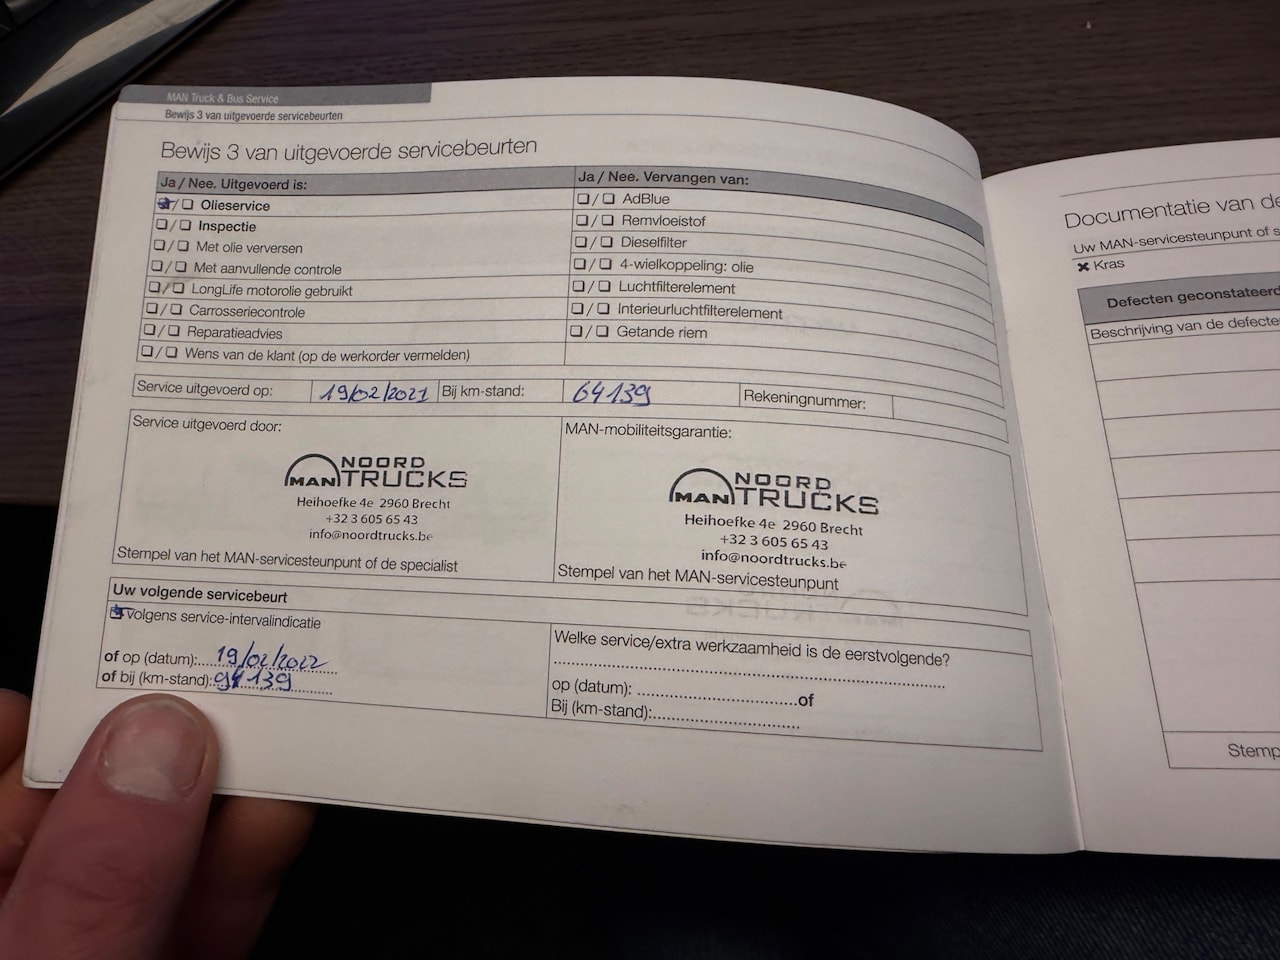 MAN Truck & Bus Service
Bewijs 3 van uitgevoerde servicebeurten
Bewijs 3 van uitgevoerde servicebeurten
Ja / Nee. Uitgevoerd is:
Olieservice
Inspectie
Met olie verversen
Met aanvullende controle
LongLife motorolie gebruikt
Carrosseriecontrole
Reparatieadvies
Wens van de klant (op de werkorder vermelden)
Ja / Nee. Vervangen van:
AdBlue
Remvloeistof
Dieselfilter
4-wielkoppeling: olie
Luchtfilterelement
Interieurluchtfilterelement
Getande riem
Service uitgevoerd op: 19/02/2021 Bij km-stand: 64139 Rekeningnummer:
Service uitgevoerd door:
MAN NOORD TRUCKS
Heihoefke 4e 2960 Brecht
+32 3 605 65 43
info@noordtrucks.be
Stempel van het MAN-servicesteunpunt of de specialist
MAN-mobiliteitsgarantie:
MAN NOORD TRUCKS
Heihoefke 4e 2960 Brecht
+32 3 605 65 43
info@noordtrucks.be
Stempel van het MAN-servicesteunpunt
Uw volgende servicebeurt
volgens service-intervalindicatie
of op (datum): 19/02/2022
of bij (km-stand): 94139
Welke service/extra werkzaamheid is de eerstvolgende?
op (datum): of
Bij (km-stand):
Documentatie van de
Uw MAN-servicesteunpunt of s
Kras
Defecten geconstateerd
Beschrijving van de defecte
Stemp